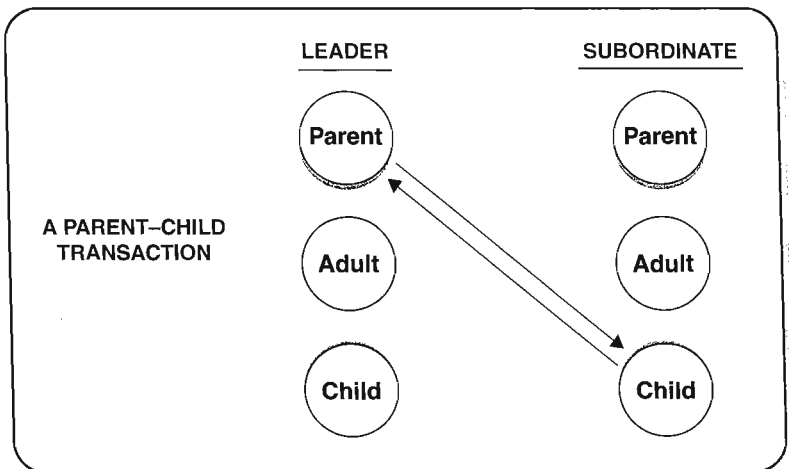 LEADER
SUBORDINATE
Parent
Parent
A PARENT–CHILD
TRANSACTION
Adult
Adult
Child
Child